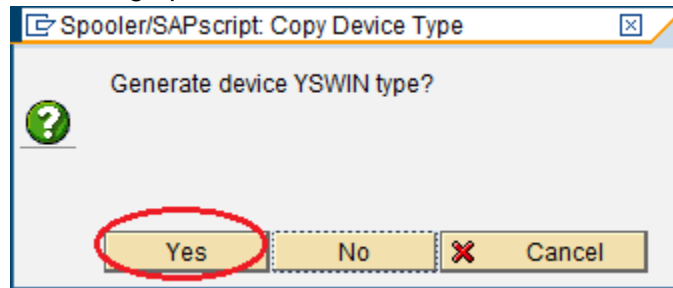 Spooler/SAPscript: Copy Device Type
Generate device YSWIN type?
Yes No Cancel